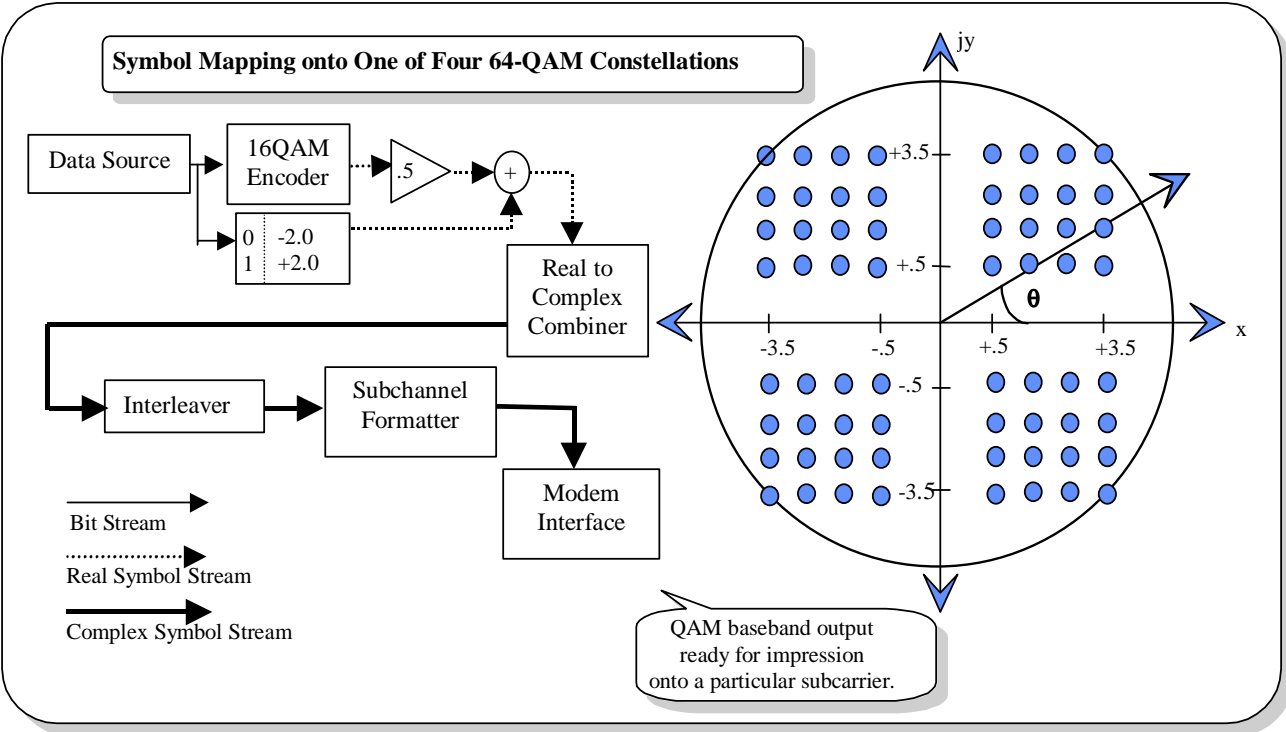 Symbol Mapping onto One of Four 64-QAM Constellations
Data Source
16QAM
Encoder
.5
+
0 -2.0
1 +2.0
Real to
Complex
Combiner
Interleaver
Subchannel
Formatter
Modem
Interface
Bit Stream
Real Symbol Stream
Complex Symbol Stream
jy
+3.5
+.5
θ
x
-3.5
-.5
+.5
+3.5
-.5
-3.5
QAM baseband output
ready for impression
onto a particular subcarrier.